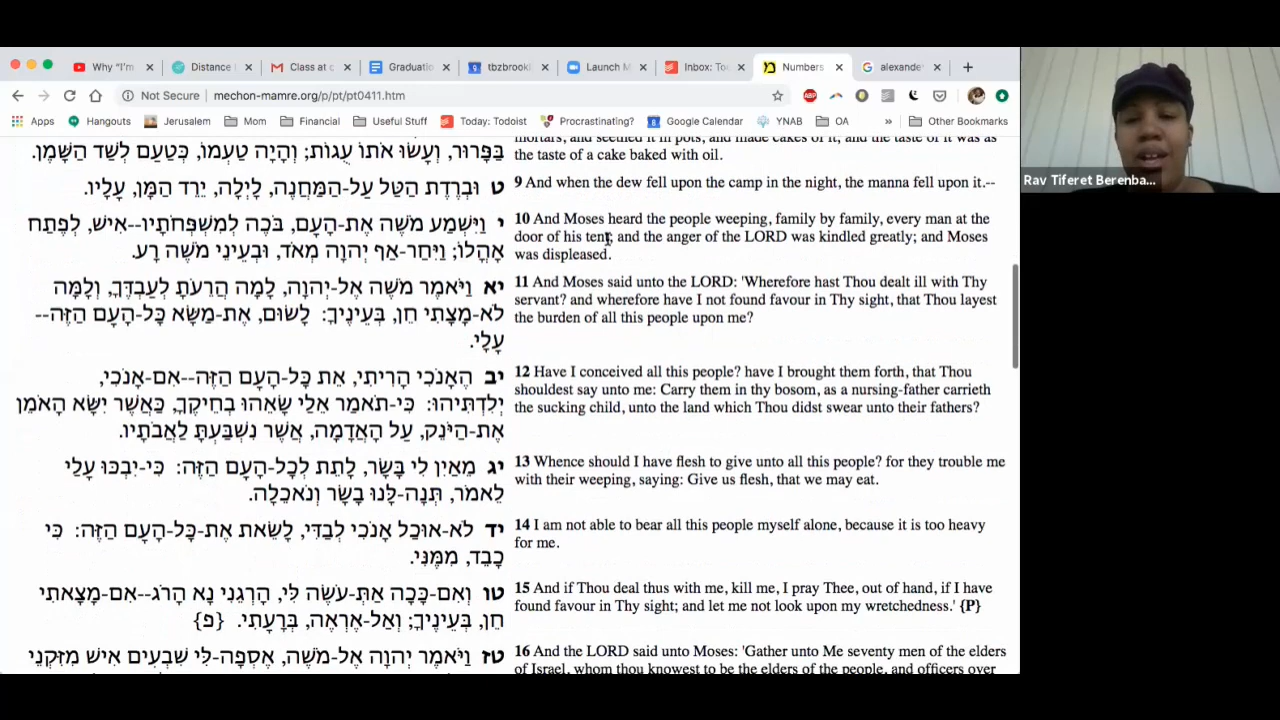 Why "I'm
Distance
Class at c
Graduatio
tbzbrookl
Launch M
Inbox: Tod
Numbers
alexande
Not Secure
mechon-mamre.org/p/pt/pt0411.htm
Apps
Hangouts
Jerusalem
Mom
Financial
Useful Stuff
Today: Todoist
Procrastinating?
Google Calendar
YNAB
OA
»
Other Bookmarks
Rav Tiferet Berenba...
בַּפָּרוּר, וְעָשׂוּ אֹתוֹ עֻגוֹת; וְהָיָה טַעְמוֹ, כְּטַעַם לְשַׁד הַשָּׁמֶן.
mortars, and seethed it in pots, and made cakes of it; and the taste of it was as
the taste of a cake baked with oil.
ט וּבְרֶדֶת הַטַּל עַל-הַמַּחֲנֶה, לָיְלָה, יֵרֵד הַמָּן, עָלָיו.
9 And when the dew fell upon the camp in the night, the manna fell upon it.--
י וַיִּשְׁמַע מֹשֶׁה אֶת-הָעָם, בֹּכֶה לְמִשְׁפְּחֹתָיו--אִישׁ, לְפֶתַח
אָהֳלוֹ; וַיִּחַר-אַף יְהוָה מְאֹד, וּבְעֵינֵי מֹשֶׁה רָע.
10 And Moses heard the people weeping, family by family, every man at the
door of his tent; and the anger of the LORD was kindled greatly; and Moses
was displeased.
יא וַיֹּאמֶר מֹשֶׁה אֶל-יְהוָה, לָמָה הֲרֵעֹתָ לְעַבְדֶּךָ, וְלָמָּה
לֹא-מָצָתִי חֵן, בְּעֵינֶיךָ: לָשׂוּם, אֶת-מַשָּׂא כָּל-הָעָם הַזֶּה--
עָלָי.
11 And Moses said unto the LORD: 'Wherefore hast Thou dealt ill with Thy
servant? and wherefore have I not found favour in Thy sight, that Thou layest
the burden of all this people upon me?
יב הֶאָנֹכִי הָרִיתִי, אֵת כָּל-הָעָם הַזֶּה--אִם-אָנֹכִי,
יְלִדְתִּיהוּ: כִּי-תֹאמַר אֵלַי שָׂאֵהוּ בְחֵיקֶךָ, כַּאֲשֶׁר יִשָּׂא הָאֹמֵן
אֶת-הַיֹּנֵק, עַל הָאֲדָמָה, אֲשֶׁר נִשְׁבַּעְתָּ לַאֲבֹתָיו.
12 Have I conceived all this people? have I brought them forth, that Thou
shouldest say unto me: Carry them in thy bosom, as a nursing-father carrieth
the sucking child, unto the land which Thou didst swear unto their fathers?
יג מֵאַיִן לִי בָּשָׂר, לָתֵת לְכָל-הָעָם הַזֶּה: כִּי-יִבְכּוּ עָלַי
לֵאמֹר, תְּנָה-לָּנוּ בָשָׂר וְנֹאכֵלָה.
13 Whence should I have flesh to give unto all this people? for they trouble me
with their weeping, saying: Give us flesh, that we may eat.
יד לֹא-אוּכַל אָנֹכִי לְבַדִּי, לָשֵׂאת אֶת-כָּל-הָעָם הַזֶּה: כִּי
כָבֵד, מִמֶּנִּי.
14 I am not able to bear all this people myself alone, because it is too heavy
for me.
טו וְאִם-כָּכָה אַתְּ-עֹשֶׂה לִּי, הָרְגֵנִי נָא הָרֹג--אִם-מָצָאתִי
חֵן, בְּעֵינֶיךָ; וְאַל-אֶרְאֶה, בְּרָעָתִי. {פ}
15 And if Thou deal thus with me, kill me, I pray Thee, out of hand, if I have
found favour in Thy sight; and let me not look upon my wretchedness.' {P}
טז וַיֹּאמֶר יְהוָה אֶל-מֹשֶׁה, אֶסְפָה-לִּי שִׁבְעִים אִישׁ מִזִּקְנֵי
16 And the LORD said unto Moses: 'Gather unto Me seventy men of the elders
of Israel, whom thou knowest to be the elders of the people, and officers over